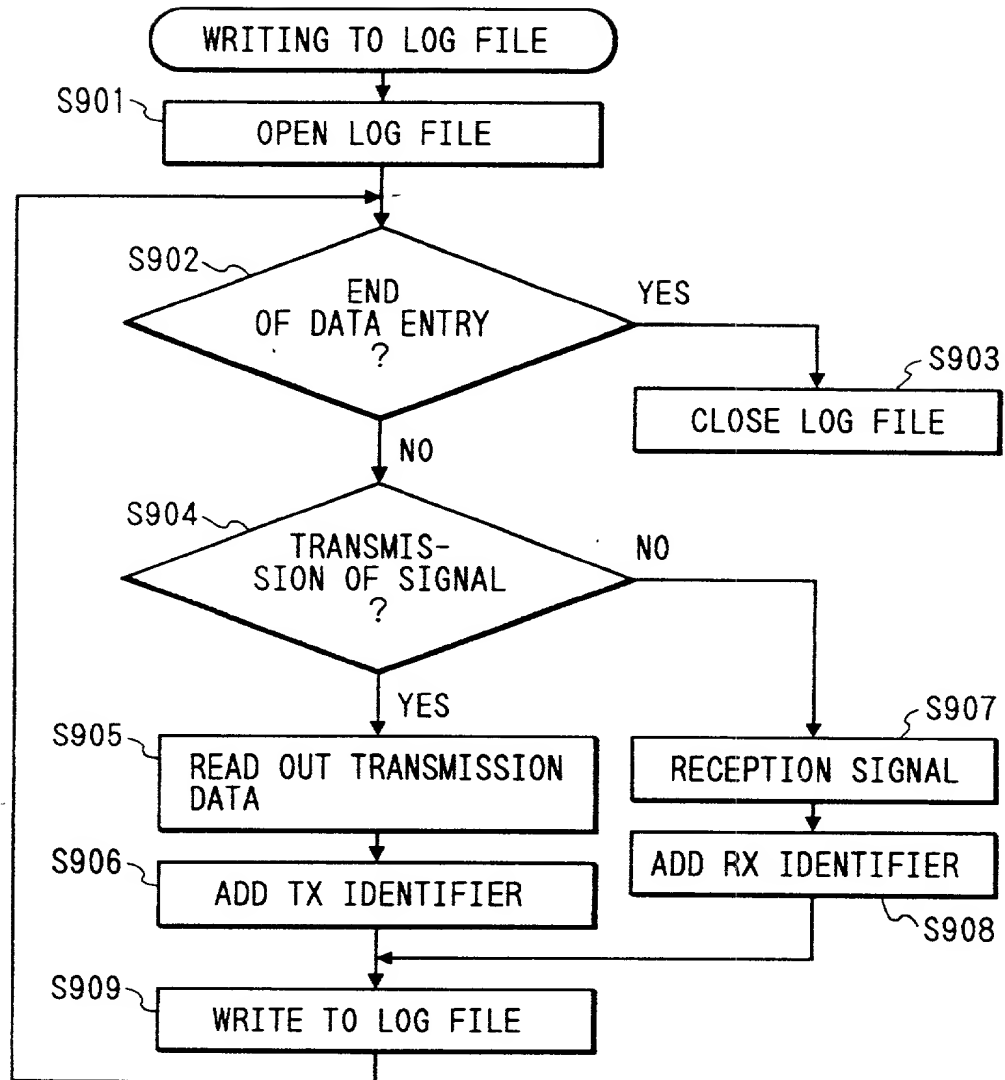 WRITING TO LOG FILE
S901
OPEN LOG FILE
S902
END
OF DATA ENTRY
?
YES
S903
CLOSE LOG FILE
NO
S904
TRANSMIS-
SION OF SIGNAL
?
NO
YES
S905
READ OUT TRANSMISSION
DATA
S907
RECEPTION SIGNAL
S906
ADD TX IDENTIFIER
ADD RX IDENTIFIER
S908
S909
WRITE TO LOG FILE